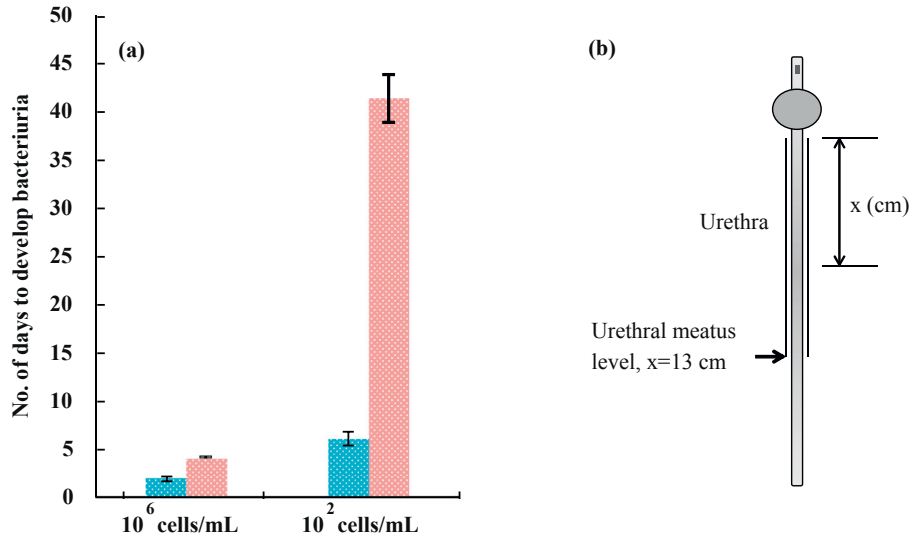 (a)
No. of days to develop bacteriuria
50
45
40
35
30
25
20
15
10
5
0
10^6 cells/mL
10^2 cells/mL
(b)
Urethra
x (cm)
Urethral meatus
level, x=13 cm